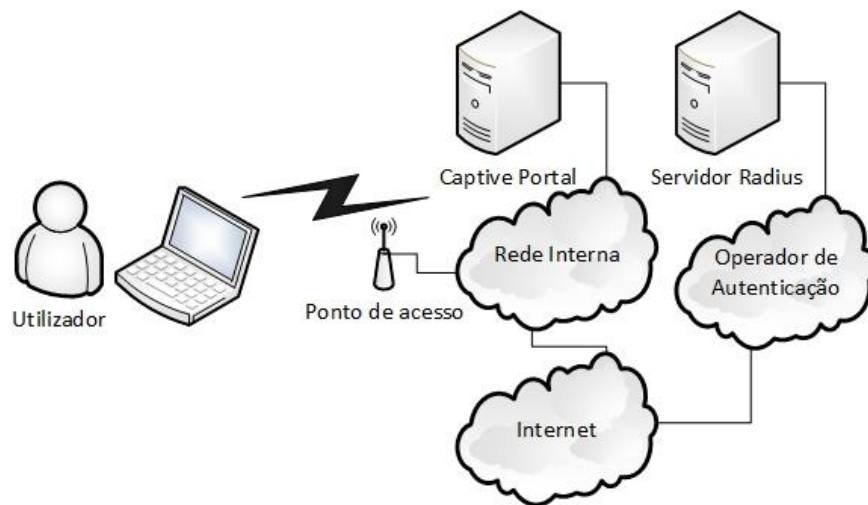 Captive Portal
Servidor Radius
Rede Interna
Operador de
Autenticação
Utilizador
Ponto de acesso
Internet